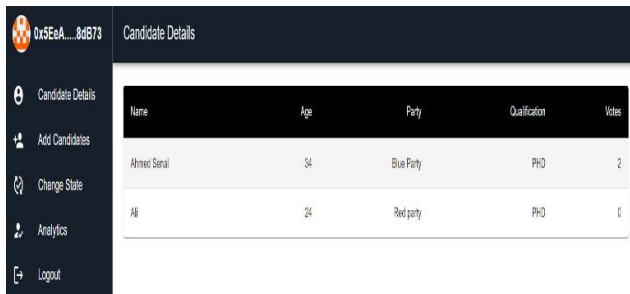 0x5EeA.....8dB73
Candidate Details
Candidate Details
Add Candidates
Change State
Analytics
Logout
Name Age Party Qualification Votes
Ahmed Senal 34 Blue Party PHD 2
Ali 24 Red party PHD 0